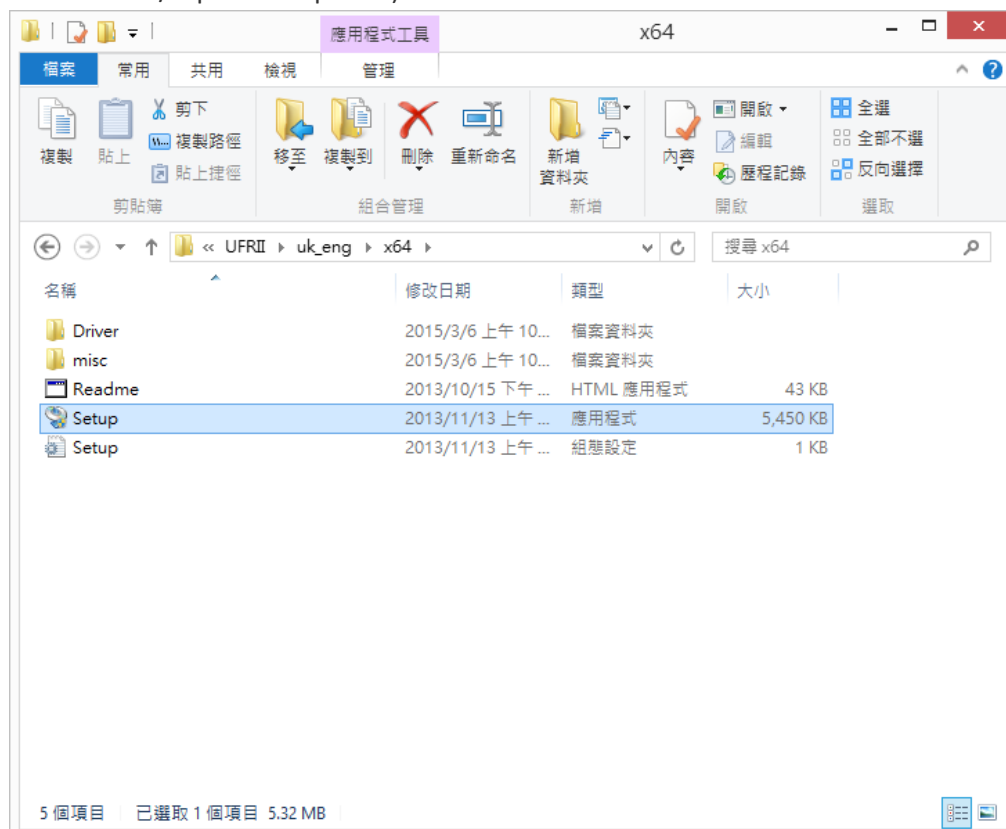 應用程式工具
x64
檔案 常用 共用 檢視 管理
複製
貼上
剪下
複製路徑
貼上捷徑
剪貼簿
移至
複製到
刪除
重新命名
組合管理
新增
資料夾
新增
內容
開啟
編輯
歷程記錄
開啟
全選
全部不選
反向選擇
選取
« UFRII uk_eng x64
搜尋 x64
名稱 修改日期 類型 大小
Driver 2015/3/6 上午 10... 檔案資料夾
misc 2015/3/6 上午 10... 檔案資料夾
Readme 2013/10/15 下午 ... HTML 應用程式 43 KB
Setup 2013/11/13 上午 ... 應用程式 5,450 KB
Setup 2013/11/13 上午 ... 組態設定 1 KB
5 個項目 已選取 1 個項目 5.32 MB